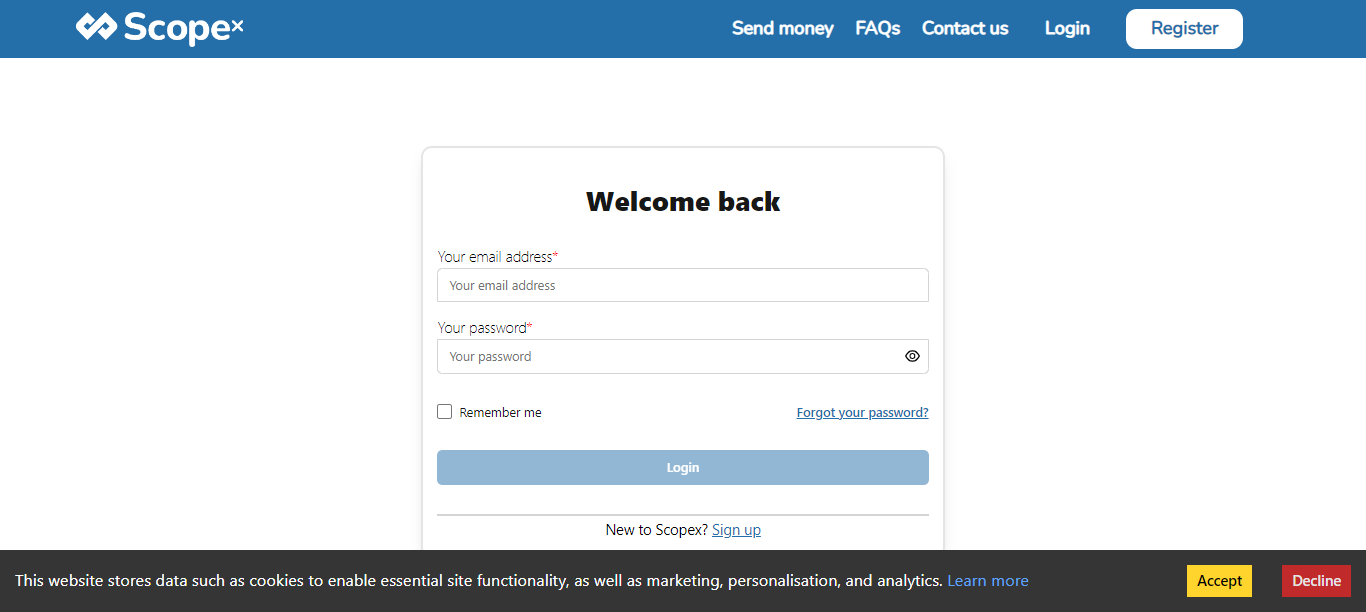 Scopex
Send money
FAQs
Contact us
Login
Register
Welcome back
Your email address*
Your email address
Your password*
Your password
Remember me
Forgot your password?
Login
New to Scopex? Sign up
This website stores data such as cookies to enable essential site functionality, as well as marketing, personalisation, and analytics. Learn more
Accept
Decline